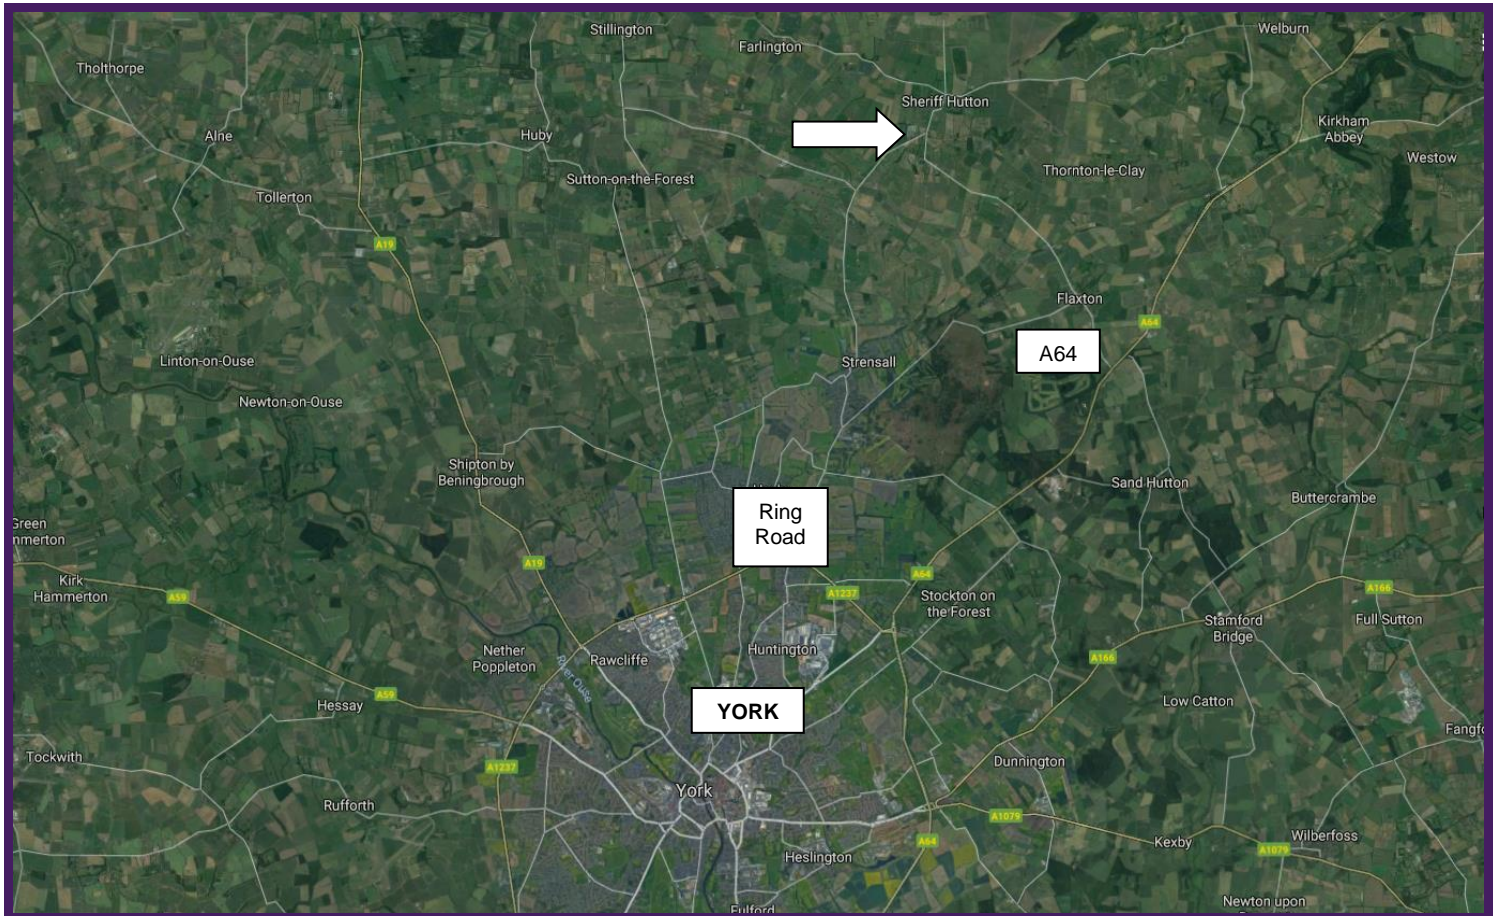 Stillington
Welburn
Farlington
Tholthorpe
Sheriff Hutton
Kirkham
Abbey
Alne
Huby
Westow
Thornton-le-Clay
Sutton-on-the-Forest
Tollerton
A19
Flaxton
A64
A64
Linton-on-Ouse
Strensall
Newton-on-Ouse
Shipton by
Beningbrough
Sand Hutton
Buttercrambe
Ring
Road
Green
A19
A64
Kirk
Hammerton
A59
A1237
Stockton on
the Forest
A166
Stamford
Bridge
Full Sutton
Nether
Poppleton
Rawcliffe
Huntington
A166
River Ouse
A59
Hessay
YORK
Low Catton
Tockwith
A1237
Dunnington
York
Rufforth
A1079
A64
Kexby
Wilberfoss
A1079
Heslington
Newton upon
Fulford